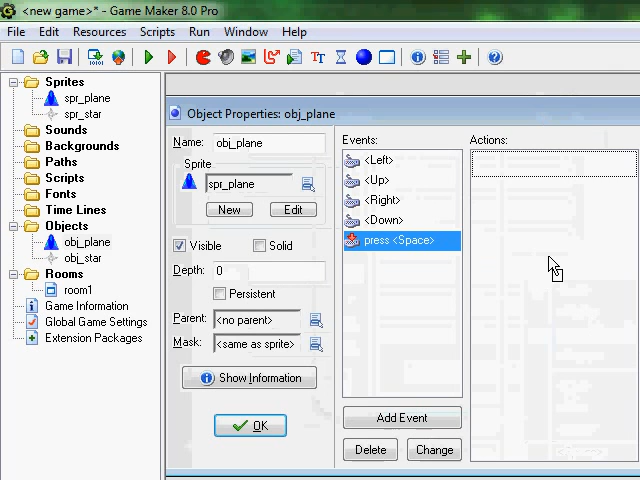 <new game>* - Game Maker 8.0 Pro
File Edit Resources Scripts Run Window Help
Sprites
spr_plane
spr_star
Sounds
Backgrounds
Paths
Scripts
Fonts
Time Lines
Objects
obj_plane
obj_star
Rooms
room1
Game Information
Global Game Settings
Extension Packages
Object Properties: obj_plane
Name: obj_plane
Sprite
spr_plane
New Edit
Visible Solid
Depth: 0
Persistent
Parent: <no parent>
Mask: <same as sprite>
Show Information
OK
Events:
<Left>
<Up>
<Right>
<Down>
press <Space>
Add Event
Delete Change
Actions: